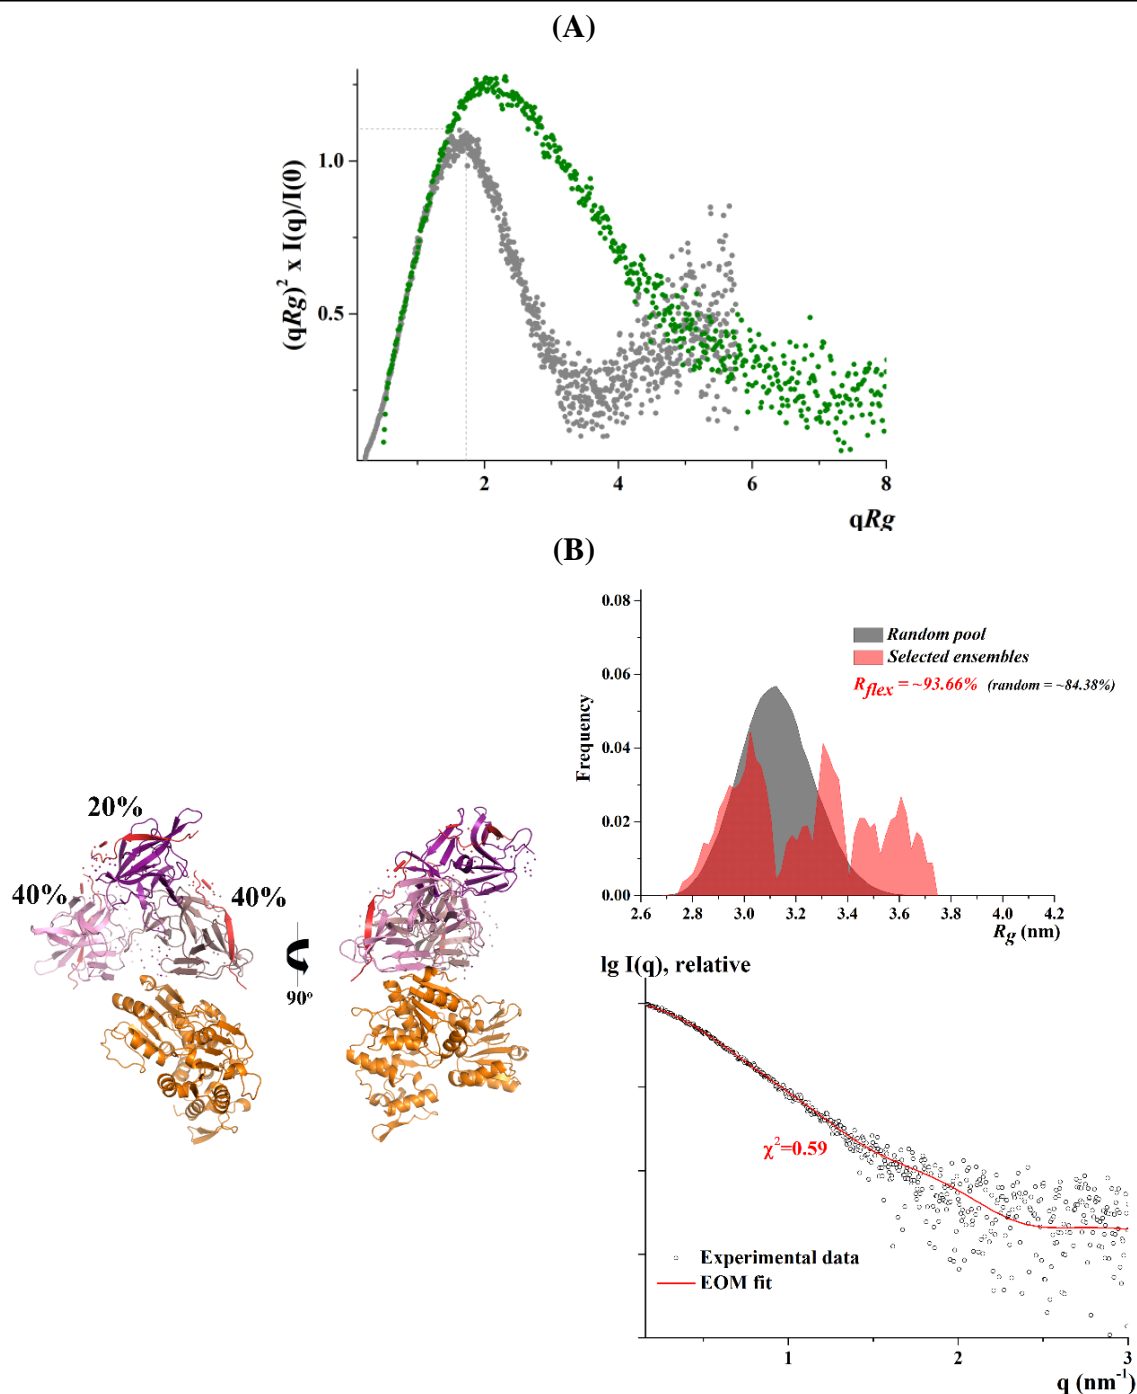 (A)
(qRg)² x I(q)/I(0)
1.0
0.5
2 4 6 8
qRg
(B)
0.08
0.06
0.04
0.02
0.00
Frequency
Random pool
Selected ensembles
Rflex = ~93.66% (random = ~84.38%)
2.6 2.8 3.0 3.2 3.4 3.6 3.8 4.0 4.2
Rg (nm)
20%
40%
40%
90º
lg I(q), relative
χ²=0.59
Experimental data
EOM fit
1 2 3
q (nm⁻¹)